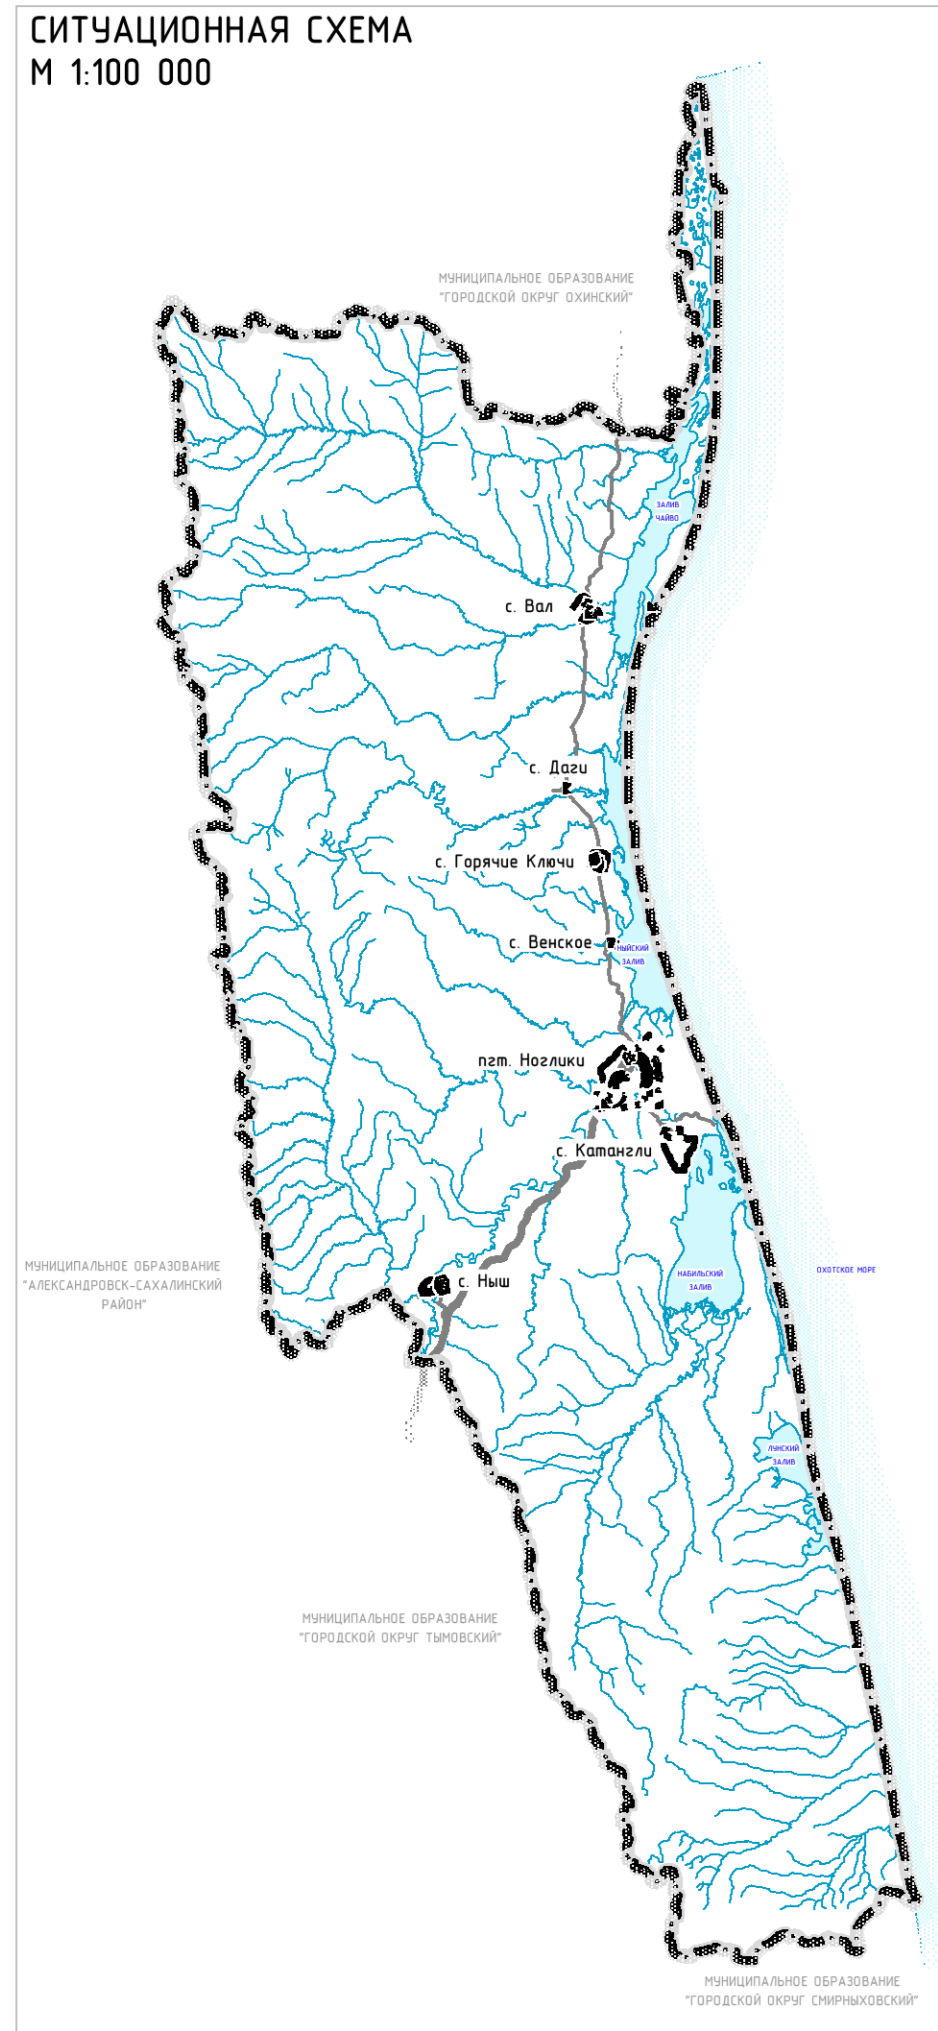 СИТУАЦИОННАЯ СХЕМА
М 1:100 000
МУНИЦИПАЛЬНОЕ ОБРАЗОВАНИЕ
"ГОРОДСКОЙ ОКРУГ ОХИНСКИЙ"
ЗАЛИВ
ЧАЙВО
с. Вал
с. Даги
с. Горячие Ключи
с. Венское
НЫЙСКИЙ
ЗАЛИВ
пгт. Ноглики
с. Катангли
МУНИЦИПАЛЬНОЕ ОБРАЗОВАНИЕ
"АЛЕКСАНДРОВСК-САХАЛИНСКИЙ
РАЙОН"
с. Ныш
НАБИЛЬСКИЙ
ЗАЛИВ
ОХОТСКОЕ МОРЕ
ЛУНСКИЙ
ЗАЛИВ
МУНИЦИПАЛЬНОЕ ОБРАЗОВАНИЕ
"ГОРОДСКОЙ ОКРУГ ТЫМОВСКИЙ"
МУНИЦИПАЛЬНОЕ ОБРАЗОВАНИЕ
"ГОРОДСКОЙ ОКРУГ СМИРНЫХОВСКИЙ"